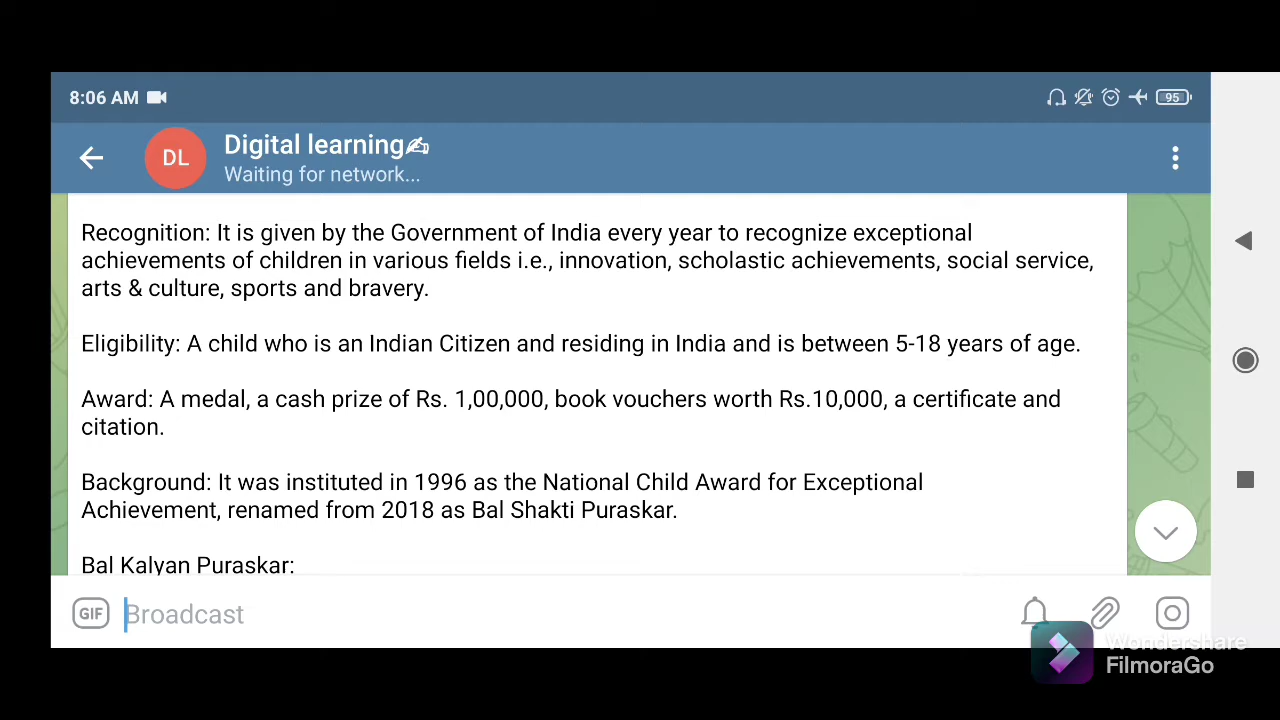 8:06 AM
95
DL
Digital learning✍
Waiting for network...
Recognition: It is given by the Government of India every year to recognize exceptional
achievements of children in various fields i.e., innovation, scholastic achievements, social service,
arts & culture, sports and bravery.
Eligibility: A child who is an Indian Citizen and residing in India and is between 5-18 years of age.
Award: A medal, a cash prize of Rs. 1,00,000, book vouchers worth Rs.10,000, a certificate and
citation.
Background: It was instituted in 1996 as the National Child Award for Exceptional
Achievement, renamed from 2018 as Bal Shakti Puraskar.
Bal Kalyan Puraskar:
GIF
Broadcast
Wondershare
FilmoraGo